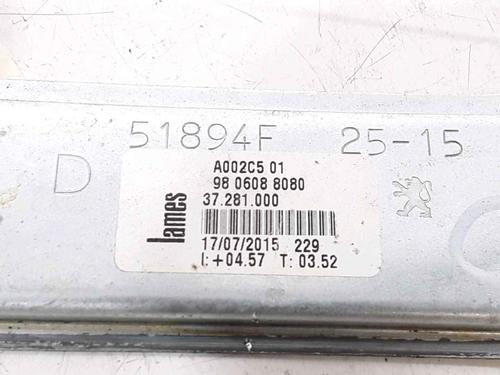 51894F 25-15
D
A002C5 01
98 0608 8080
37.281.000
lames
17/07/2015 229
I:+04.57 T: 03.52